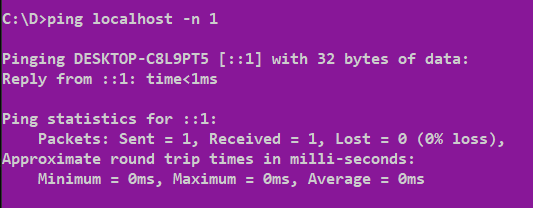 C:\D>ping localhost -n 1
Pinging DESKTOP-C8L9PT5 [::1] with 32 bytes of data:
Reply from ::1: time<1ms
Ping statistics for ::1:
    Packets: Sent = 1, Received = 1, Lost = 0 (0% loss),
Approximate round trip times in milli-seconds:
    Minimum = 0ms, Maximum = 0ms, Average = 0ms